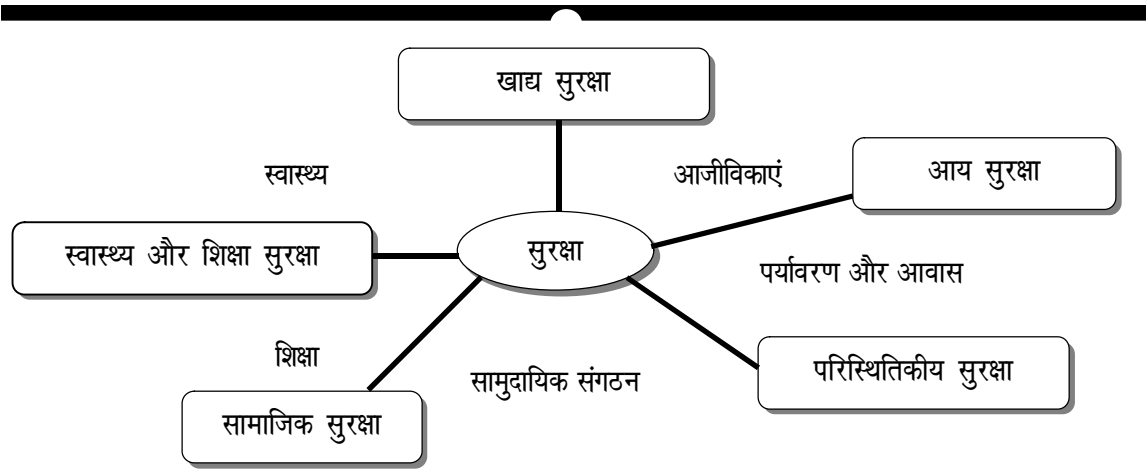 खाद्य सुरक्षा
स्वास्थ्य
आजीविकाएं
आय सुरक्षा
स्वास्थ्य और शिक्षा सुरक्षा
सुरक्षा
पर्यावरण और आवास
शिक्षा
सामुदायिक संगठन
परिस्थितिकीय सुरक्षा
सामाजिक सुरक्षा